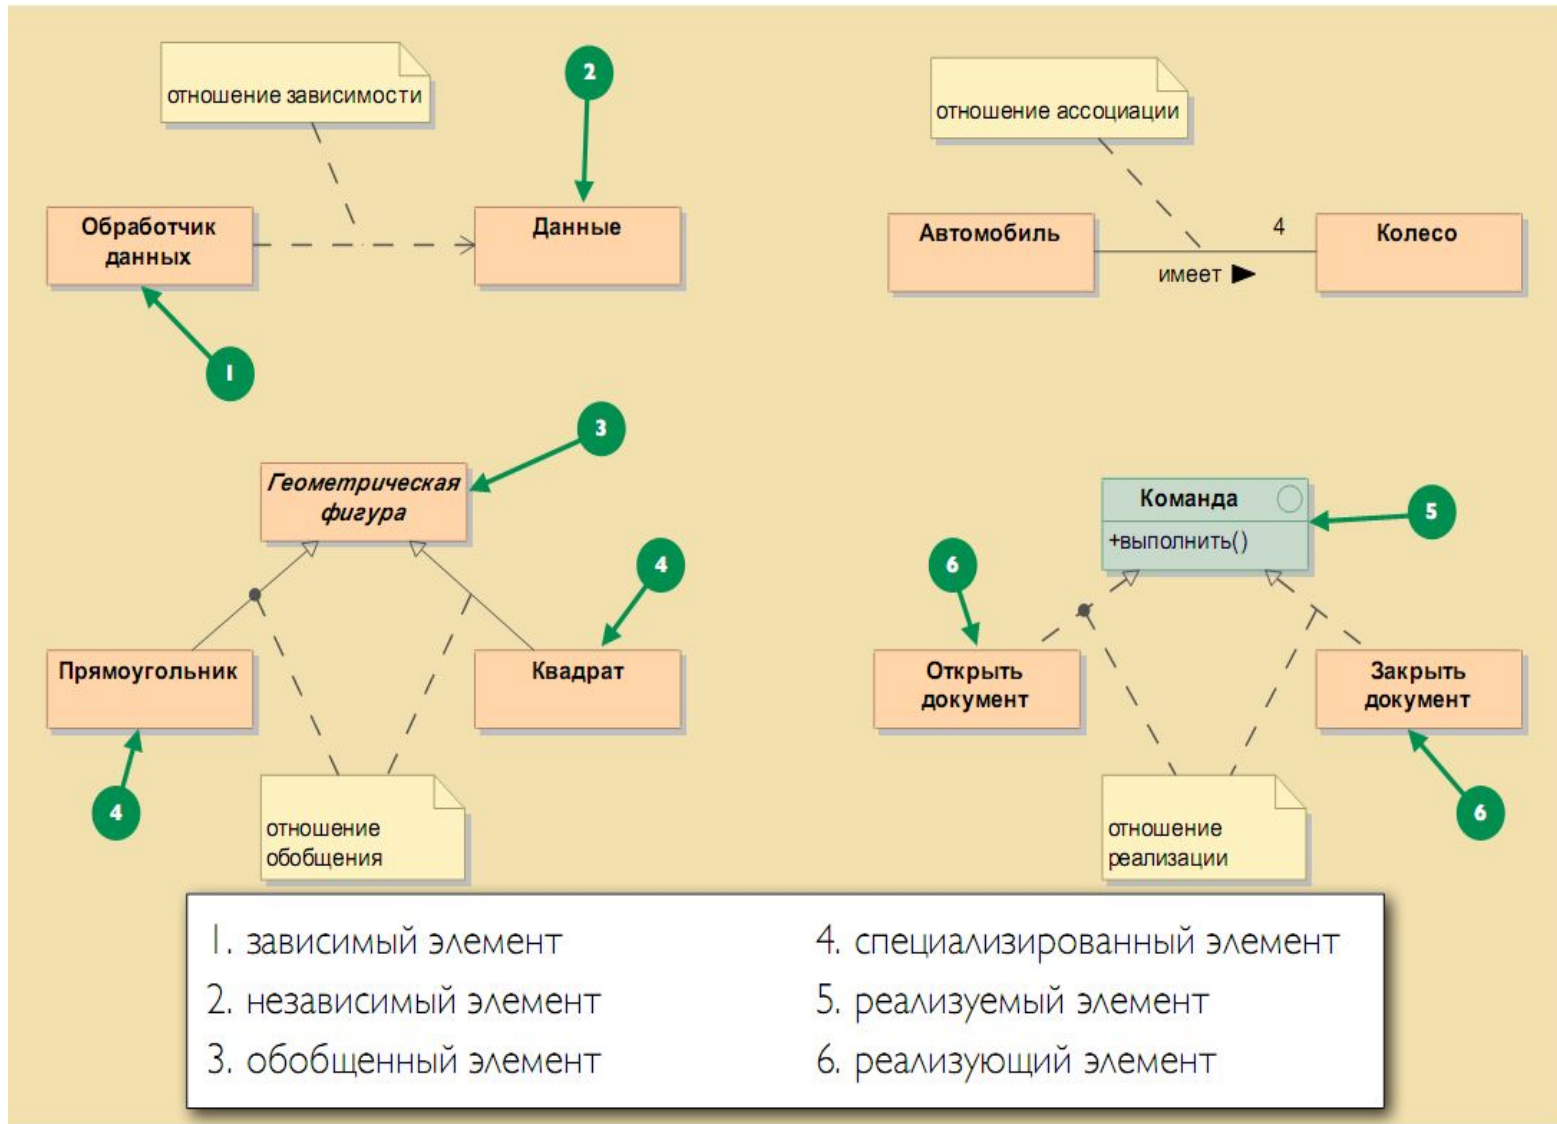 отношение зависимости
2
Обработчик
данных
Данные
1
отношение ассоциации
Автомобиль
4
имеет
Колесо
3
Геометрическая
фигура
4
Прямоугольник
Квадрат
4
отношение
обобщения
Команда
+выполнить()
5
6
Открыть
документ
Закрыть
документ
6
отношение
реализации
1. зависимый элемент
2. независимый элемент
3. обобщенный элемент
4. специализированный элемент
5. реализуемый элемент
6. реализующий элемент